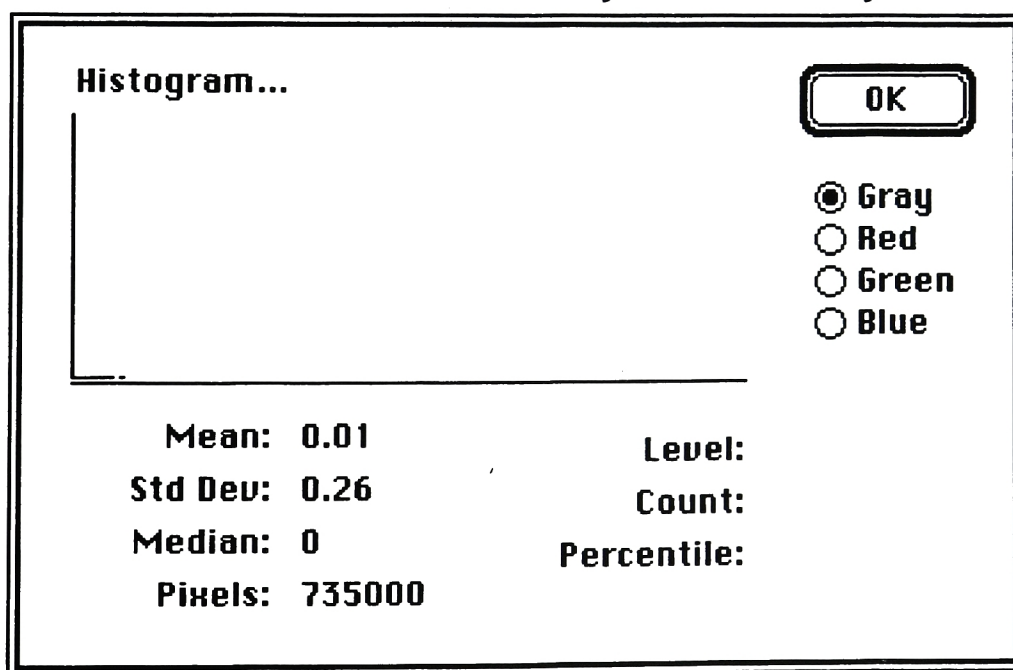 Histogram...
OK
Gray
Red
Green
Blue
Mean: 0.01
Std Dev: 0.26
Median: 0
Pixels: 735000
Level:
Count:
Percentile: